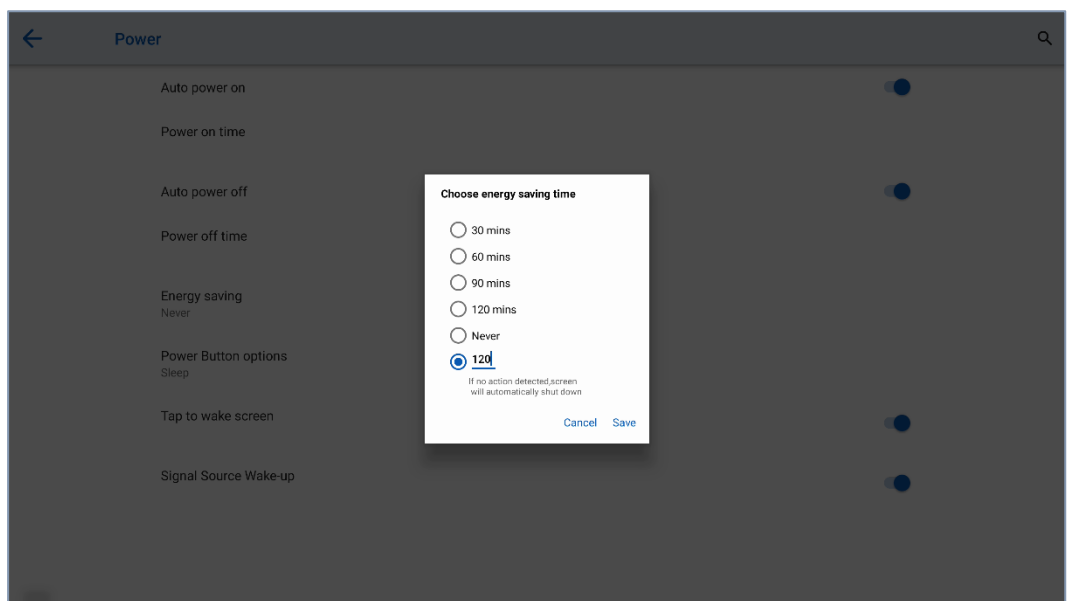 Power
Auto power on
Power on time
Auto power off
Power off time
Energy saving
Never
Power Button options
Sleep
Tap to wake screen
Signal Source Wake-up
Choose energy saving time
30 mins
60 mins
90 mins
120 mins
Never
120
If no action detected,screen
will automatically shut down
Cancel Save